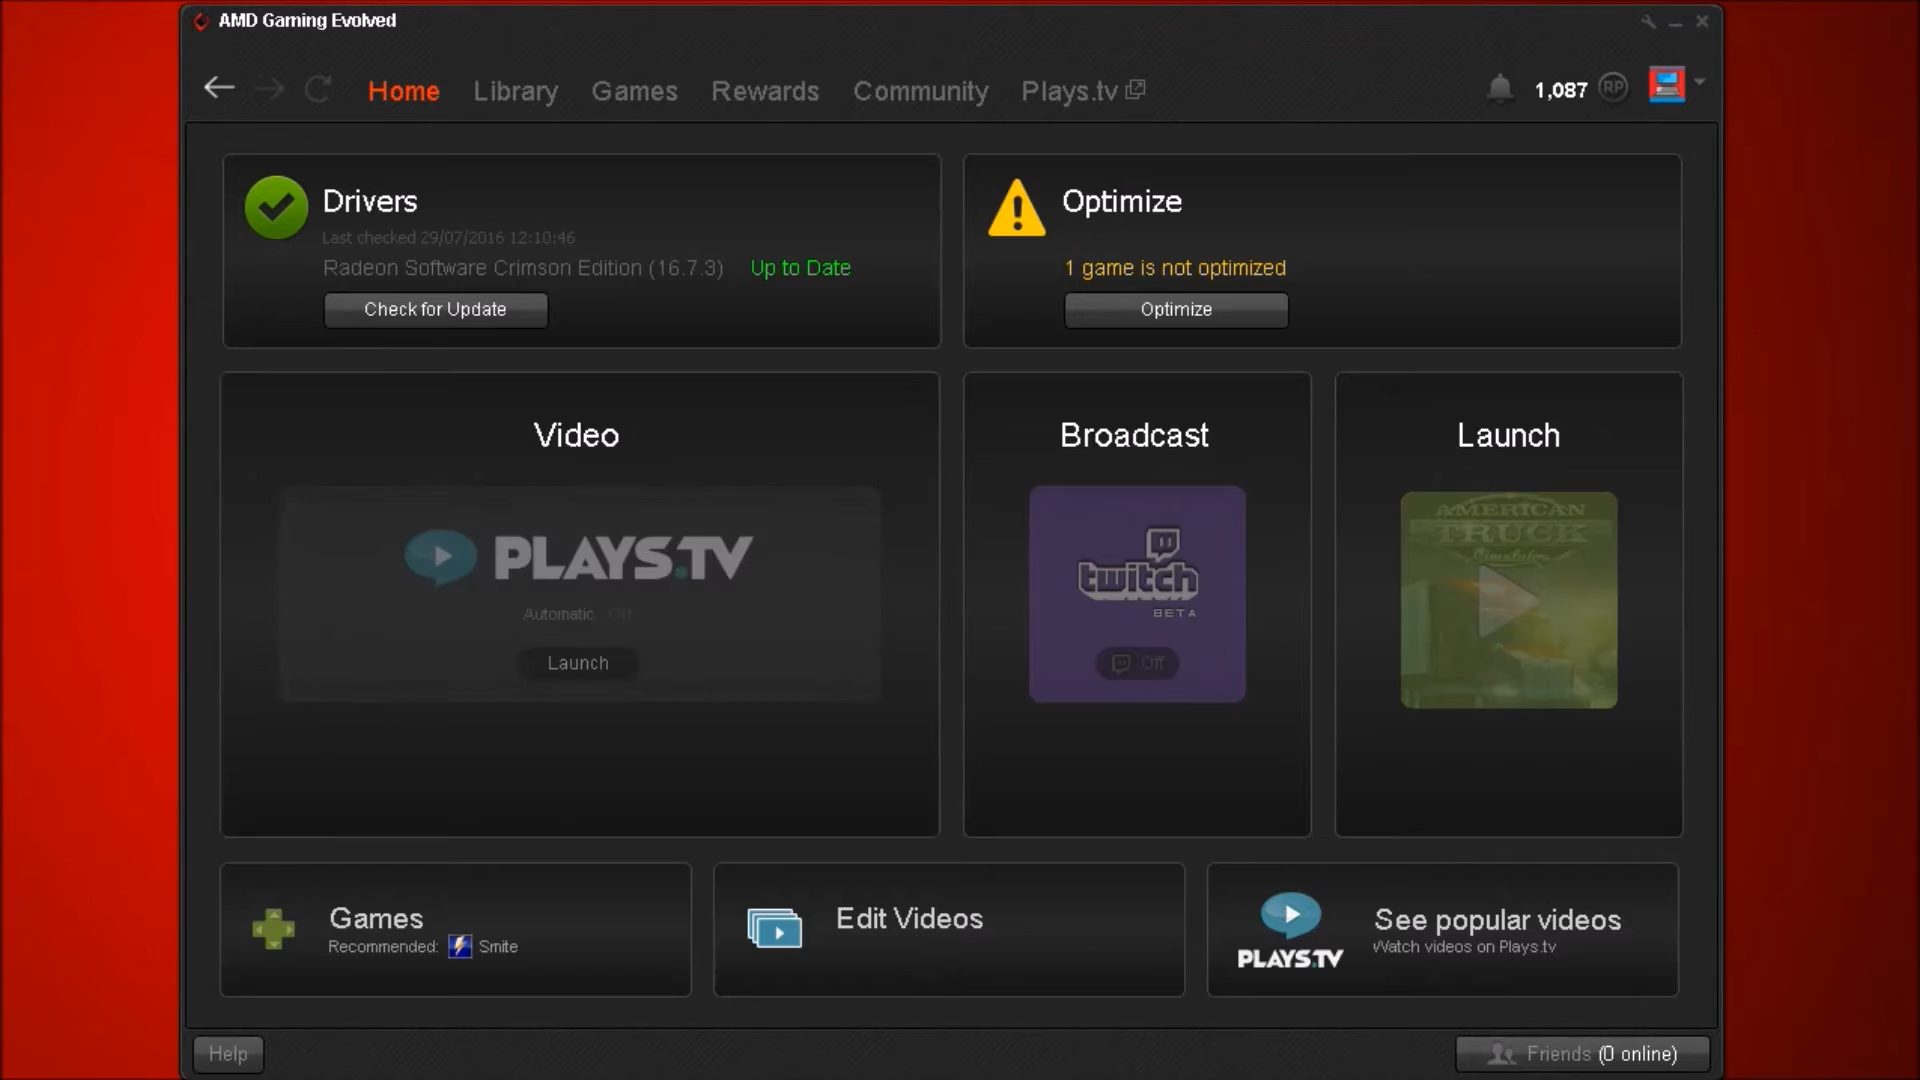 AMD Gaming Evolved
Home Library Games Rewards Community Plays.tv
1,087 RP
Drivers
Last checked 29/07/2016 12:10:46
Radeon Software Crimson Edition (16.7.3) Up to Date
Check for Update
Optimize
1 game is not optimized
Optimize
Video
PLAYS.TV
Automatic Off
Launch
Broadcast
twitch
BETA
Off
Launch
AMERICAN
TRUCK
Simulator
Games
Recommended: Smite
Edit Videos
PLAYS.TV
See popular videos
Watch videos on Plays.tv
Help
Friends (0 online)